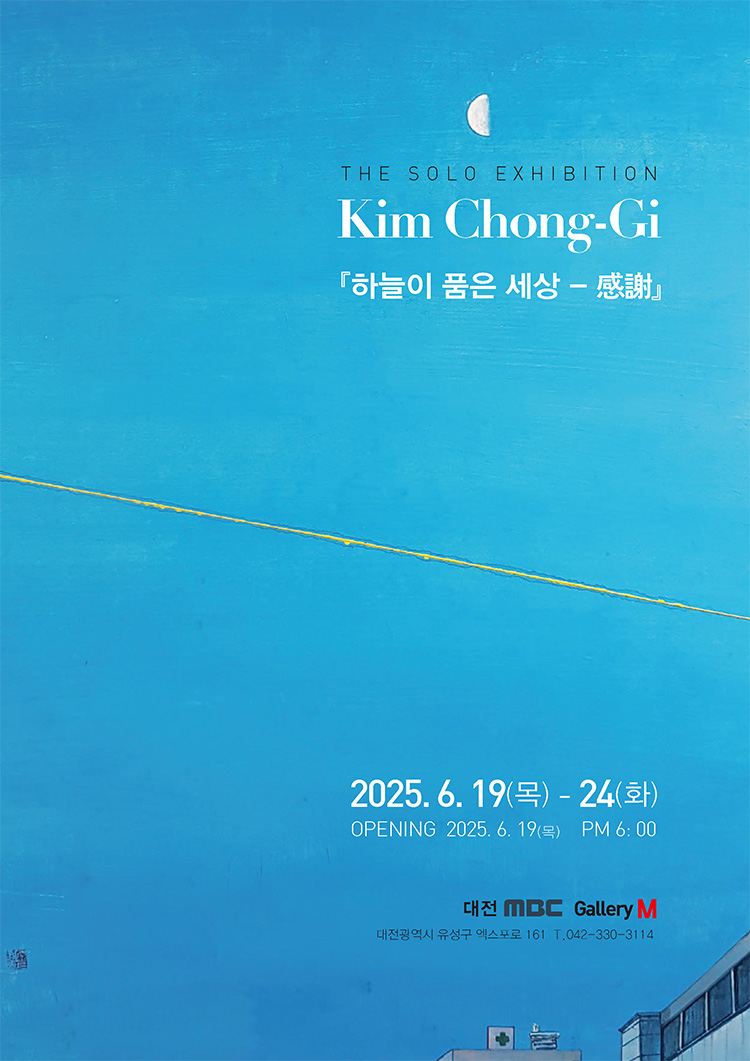 THE SOLO EXHIBITION
Kim Chong-Gi
『하늘이 품은 세상 – 感謝』
2025. 6. 19(목) - 24(화)
OPENING 2025. 6. 19(목) PM 6: 00
대전 MBC Gallery M
대전광역시 유성구 엑스포로 161 T.042-330-3114